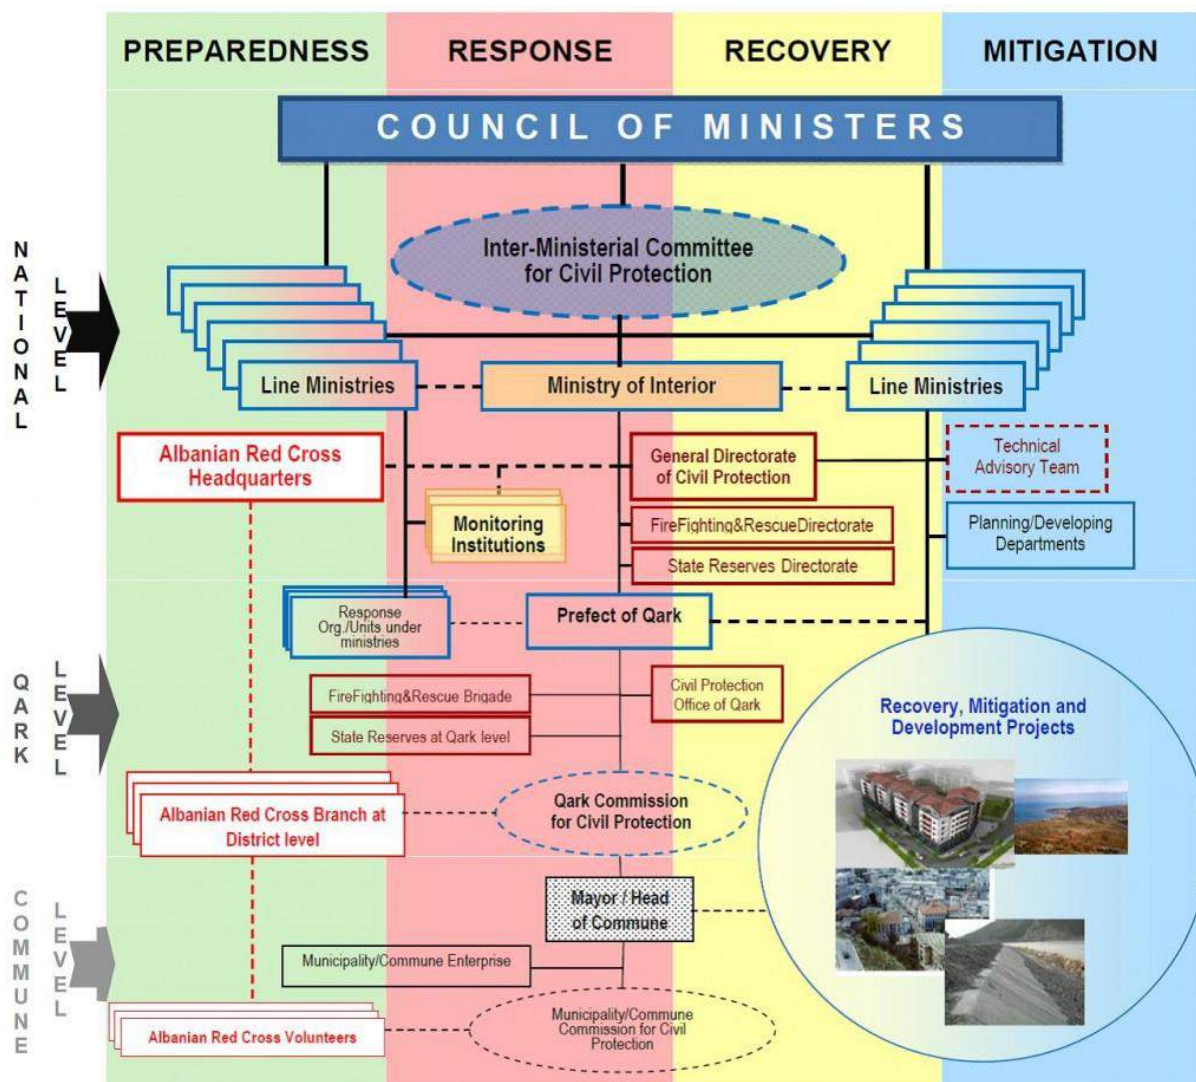 PREPAREDNESS
RESPONSE
RECOVERY
MITIGATION
COUNCIL OF MINISTERS
NATIONAL
LEVEL
Inter-Ministerial Committee
for Civil Protection
Line Ministries
Ministry of Interior
Line Ministries
Albanian Red Cross
Headquarters
General Directorate
of Civil Protection
Technical
Advisory Team
Monitoring
Institutions
FireFighting&RescueDirectorate
Planning/Developing
Departments
State Reserves Directorate
QARK
LEVEL
Response
Org./Units under
ministries
Prefect of Qark
FireFighting&Rescue Brigade
Civil Protection
Office of Qark
State Reserves at Qark level
Recovery, Mitigation and
Development Projects
Albanian Red Cross Branch at
District level
Qark Commission
for Civil Protection
COMMUNE
LEVEL
Mayor / Head
of Commune
Municipality/Commune Enterprise
Albanian Red Cross Volunteers
Municipality/Commune
Commission for Civil
Protection